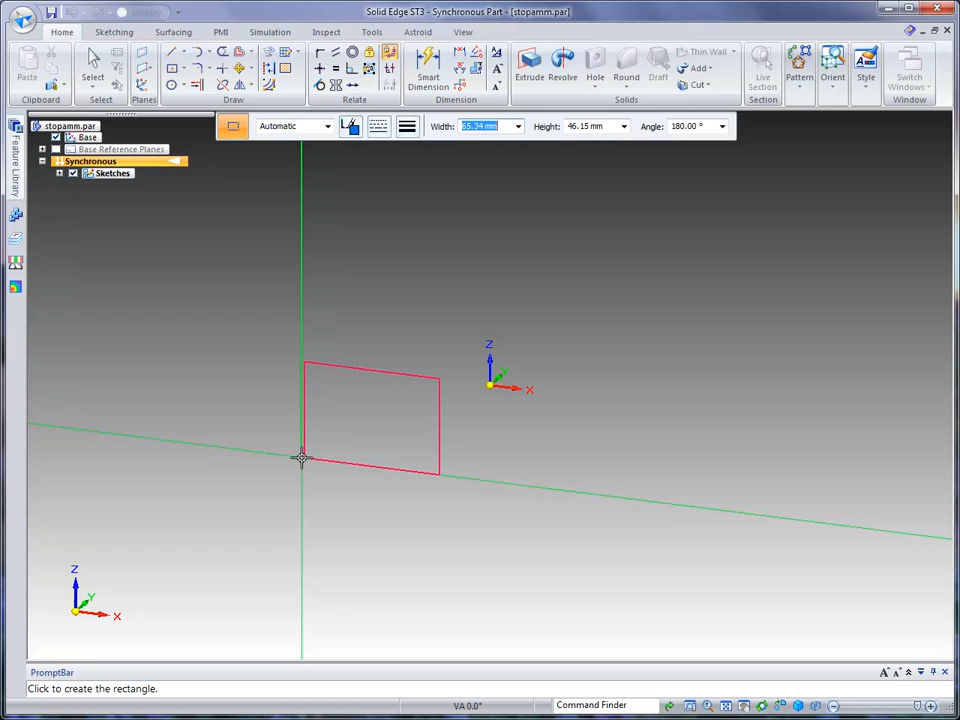 Solid Edge ST3 - Synchronous Part - [stopamm.par]
Home Sketching Surfacing PMI Simulation Inspect Tools Astroid View
Paste
Select
Smart Dimension
Extrude Revolve Hole Round Draft
Thin Wall
Add
Cut
Live Section
Pattern
Orient
Style
Switch Windows
Clipboard Select Planes Draw Relate Dimension Solids Section Window
stopamm.par
Base
Base Reference Planes
Synchronous
Sketches
Automatic
Width: 65.34 mm Height: 46.15 mm Angle: 180.00 °
Feature Library
Z
Y
X
Z
Y
X
PromptBar
Click to create the rectangle.
VA 0.0°
Command Finder